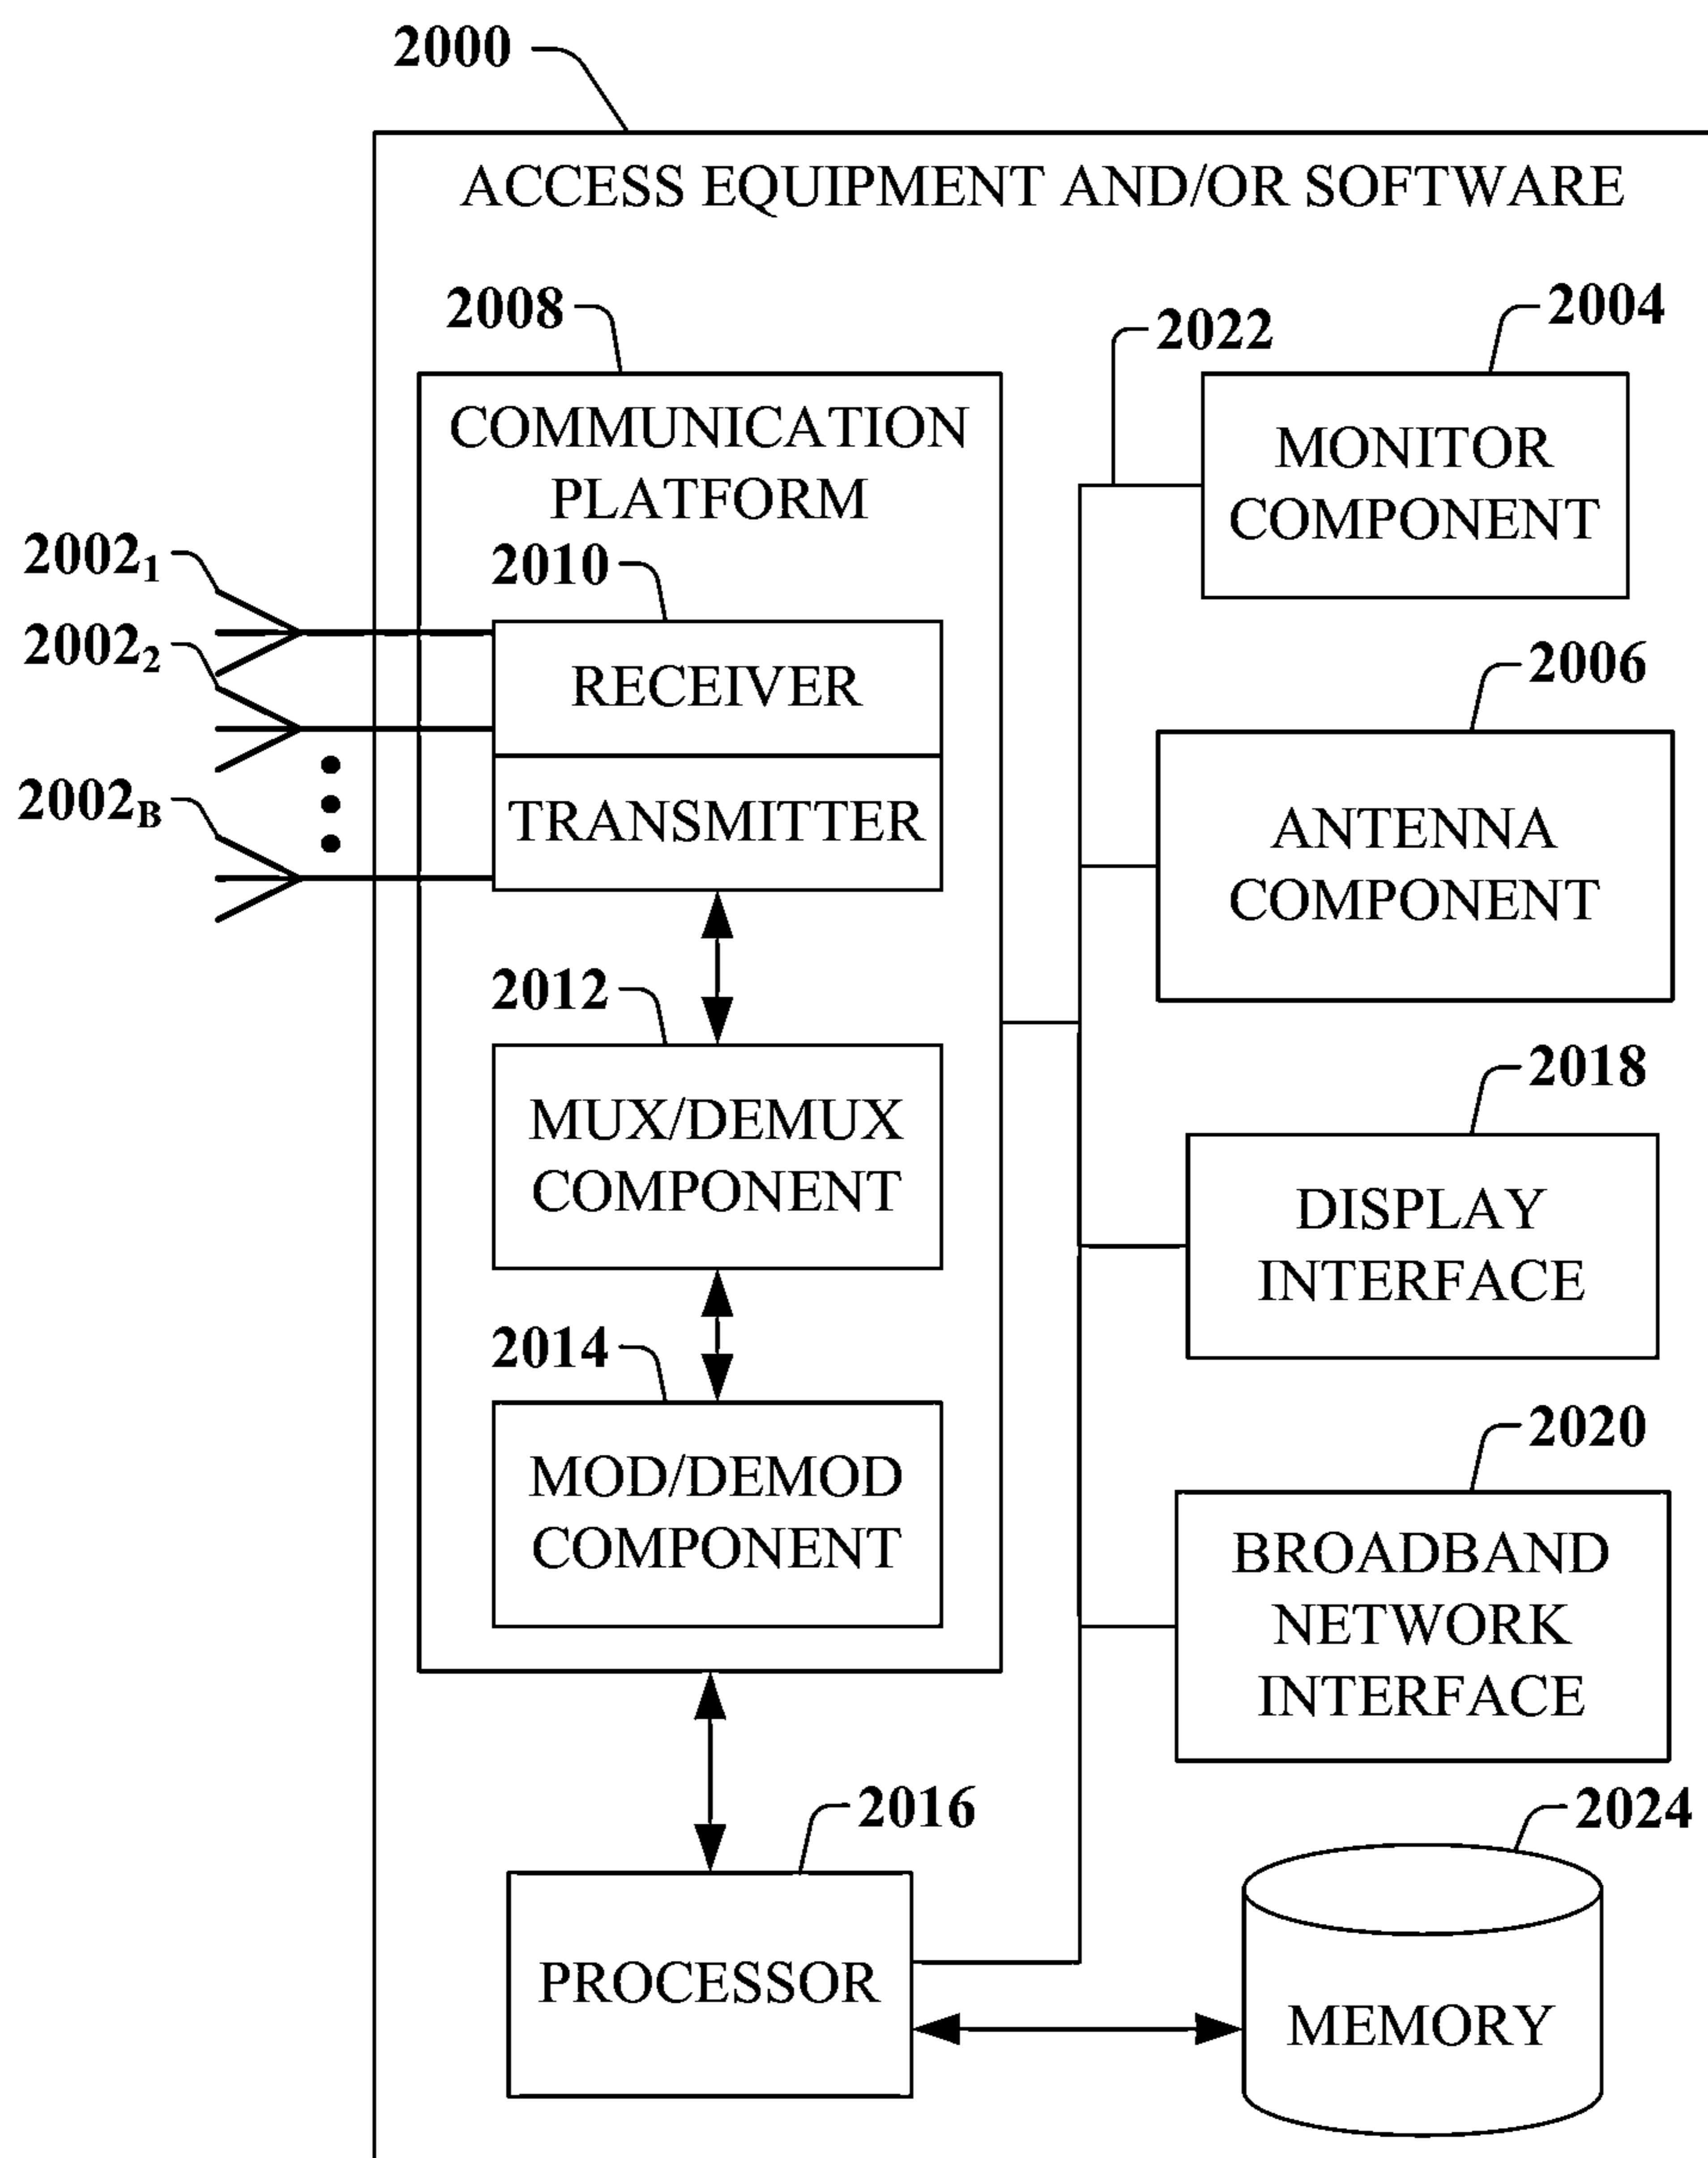 2000
ACCESS EQUIPMENT AND/OR SOFTWARE
2008
2022
2004
COMMUNICATION
PLATFORM
MONITOR
COMPONENT
2002₁
2010
2002₂
RECEIVER
2006
2002_B
TRANSMITTER
ANTENNA
COMPONENT
2012
MUX/DEMUX
COMPONENT
2018
DISPLAY
INTERFACE
2014
MOD/DEMOD
COMPONENT
2020
BROADBAND
NETWORK
INTERFACE
2016
PROCESSOR
2024
MEMORY